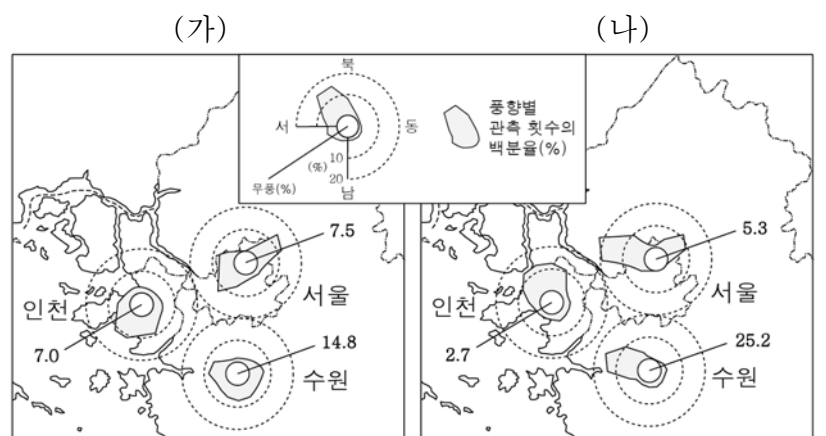 (가)
(나)
북
서
동
(%)
10
20
남
무풍(%)
풍향별
관측 횟수의
백분율(%)
7.5
서울
인천
7.0
14.8
수원
5.3
서울
인천
2.7
25.2
수원